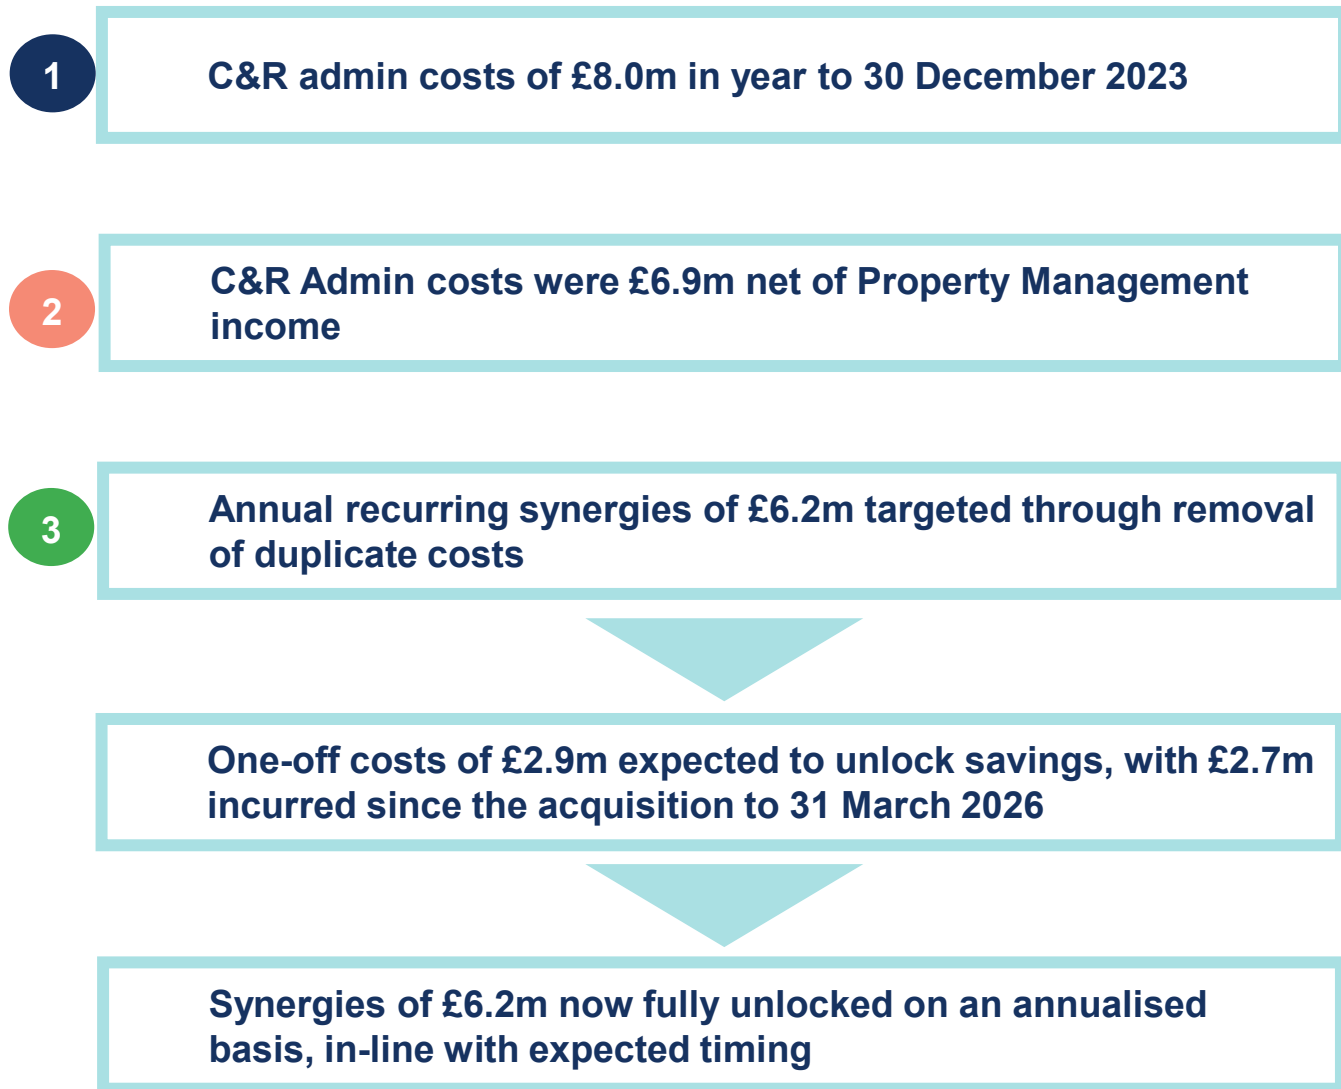 1
C&R admin costs of £8.0m in year to 30 December 2023
2
C&R Admin costs were £6.9m net of Property Management
income
3
Annual recurring synergies of £6.2m targeted through removal
of duplicate costs
One-off costs of £2.9m expected to unlock savings, with £2.7m
incurred since the acquisition to 31 March 2026
Synergies of £6.2m now fully unlocked on an annualised
basis, in-line with expected timing